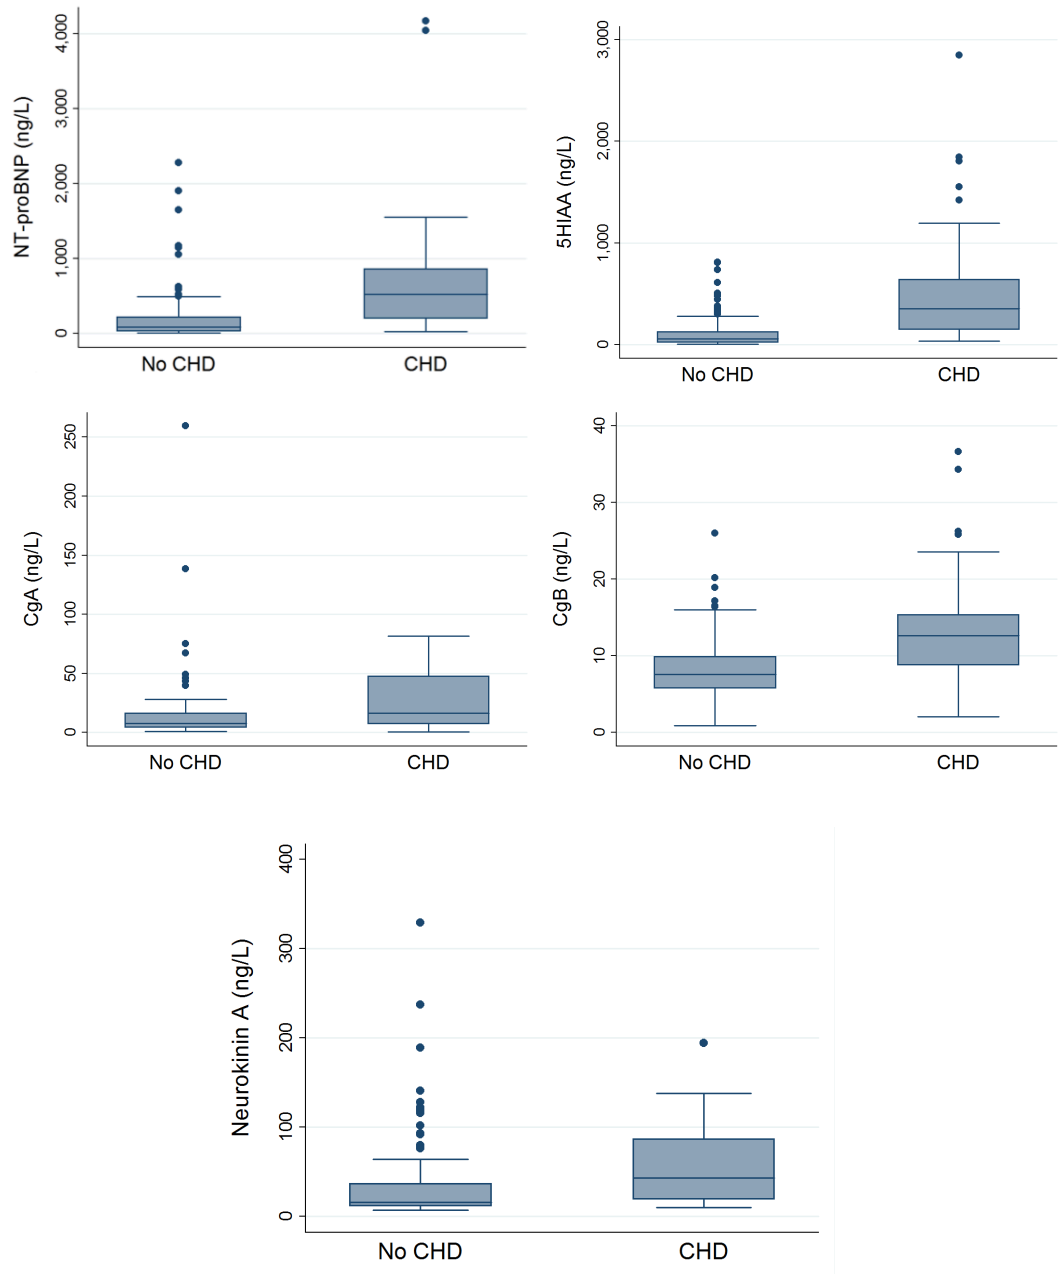 NT-proBNP (ng/L)
4,000
3,000
2,000
1,000
0
No CHD
CHD
5HIAA (ng/L)
3,000
2,000
1,000
0
No CHD
CHD
CgA (ng/L)
250
200
150
100
50
0
No CHD
CHD
CgB (ng/L)
40
30
20
10
0
No CHD
CHD
Neurokinin A (ng/L)
400
300
200
100
0
No CHD
CHD